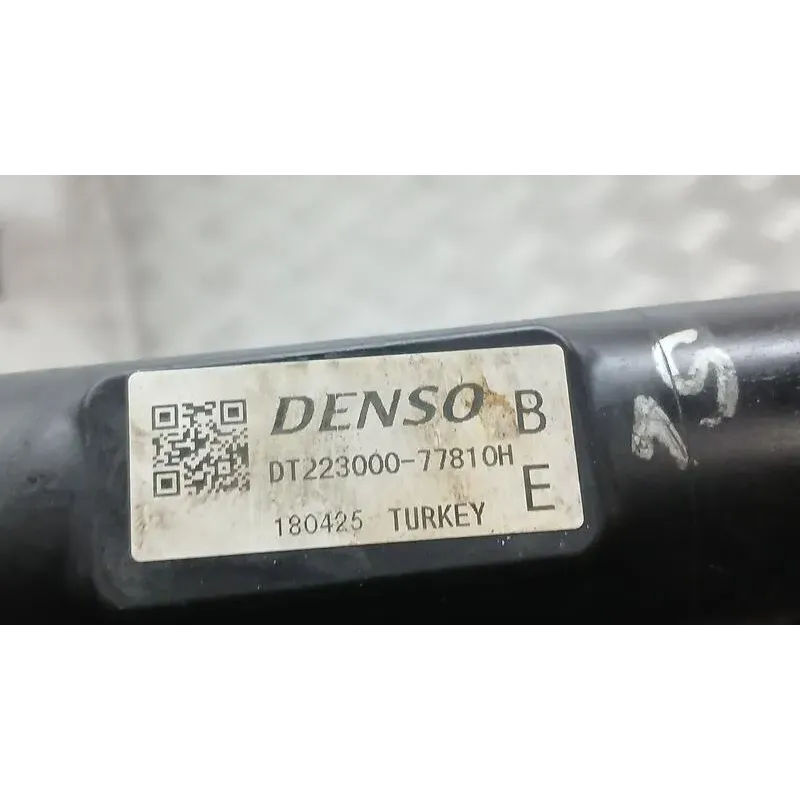 DENSO B
DT223000-77810H
E
180425 TURKEY